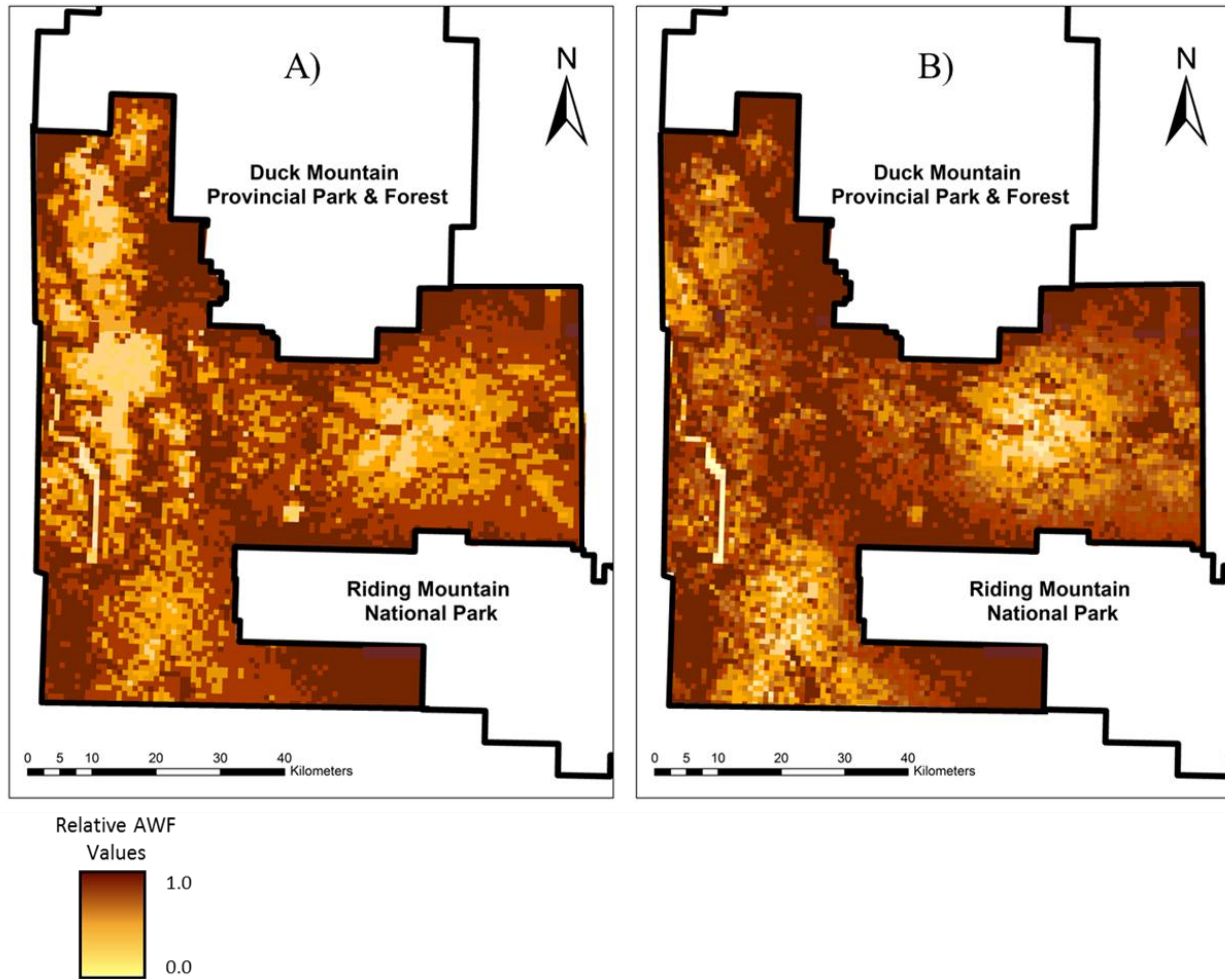 A)
N
Duck Mountain
Provincial Park & Forest
Riding Mountain
National Park
0 5 10 20 30 40
Kilometers
B)
N
Duck Mountain
Provincial Park & Forest
Riding Mountain
National Park
0 5 10 20 30 40
Kilometers
Relative AWF
Values
1.0
0.0